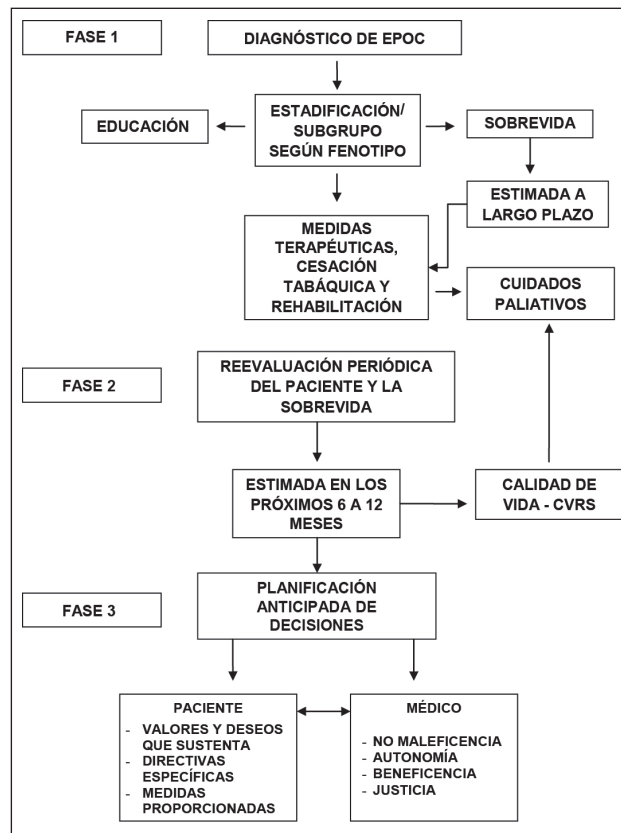 FASE 1
DIAGNÓSTICO DE EPOC
EDUCACIÓN
ESTADIFICACIÓN/
SUBGRUPO
SEGÚN FENOTIPO
SOBREVIDA
ESTIMADA A
LARGO PLAZO
MEDIDAS
TERAPÉUTICAS,
CESACIÓN
TABÁQUICA Y
REHABILITACIÓN
CUIDADOS
PALIATIVOS
FASE 2
REEVALUACIÓN PERIÓDICA
DEL PACIENTE Y LA
SOBREVIDA
ESTIMADA EN LOS
PRÓXIMOS 6 A 12
MESES
CALIDAD DE
VIDA - CVRS
FASE 3
PLANIFICACIÓN
ANTICIPADA DE
DECISIONES
PACIENTE
- VALORES Y DESEOS
QUE SUSTENTA
- DIRECTIVAS
ESPECÍFICAS
- MEDIDAS
PROPORCIONADAS
MÉDICO
- NO MALEFICENCIA
- AUTONOMÍA
- BENEFICENCIA
- JUSTICIA